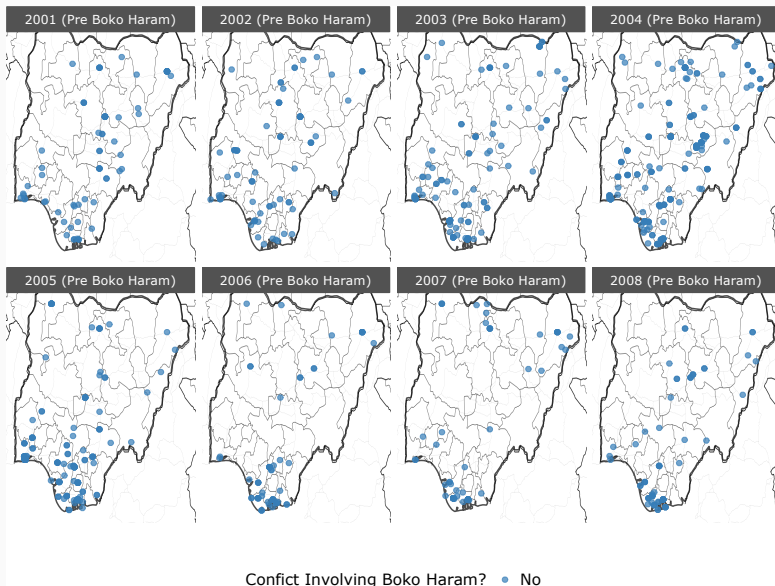 2001 (Pre Boko Haram)
2002 (Pre Boko Haram)
2003 (Pre Boko Haram)
2004 (Pre Boko Haram)
2005 (Pre Boko Haram)
2006 (Pre Boko Haram)
2007 (Pre Boko Haram)
2008 (Pre Boko Haram)
Confict Involving Boko Haram? No